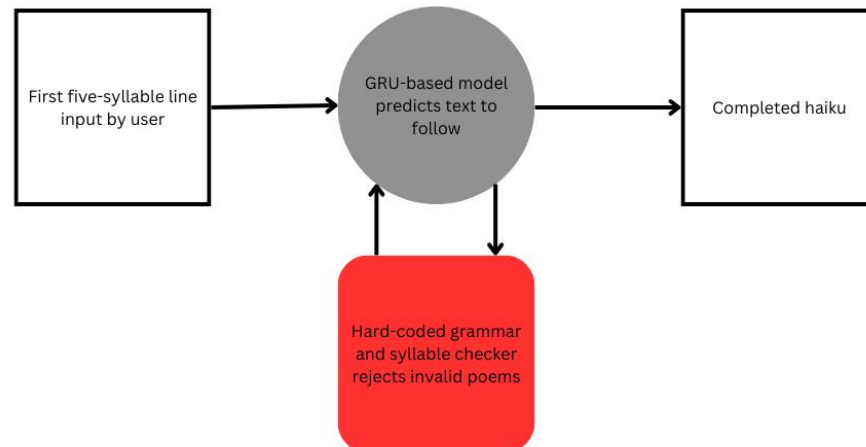 First five-syllable line
input by user
GRU-based model
predicts text to
follow
Completed haiku
Hard-coded grammar
and syllable checker
rejects invalid poems